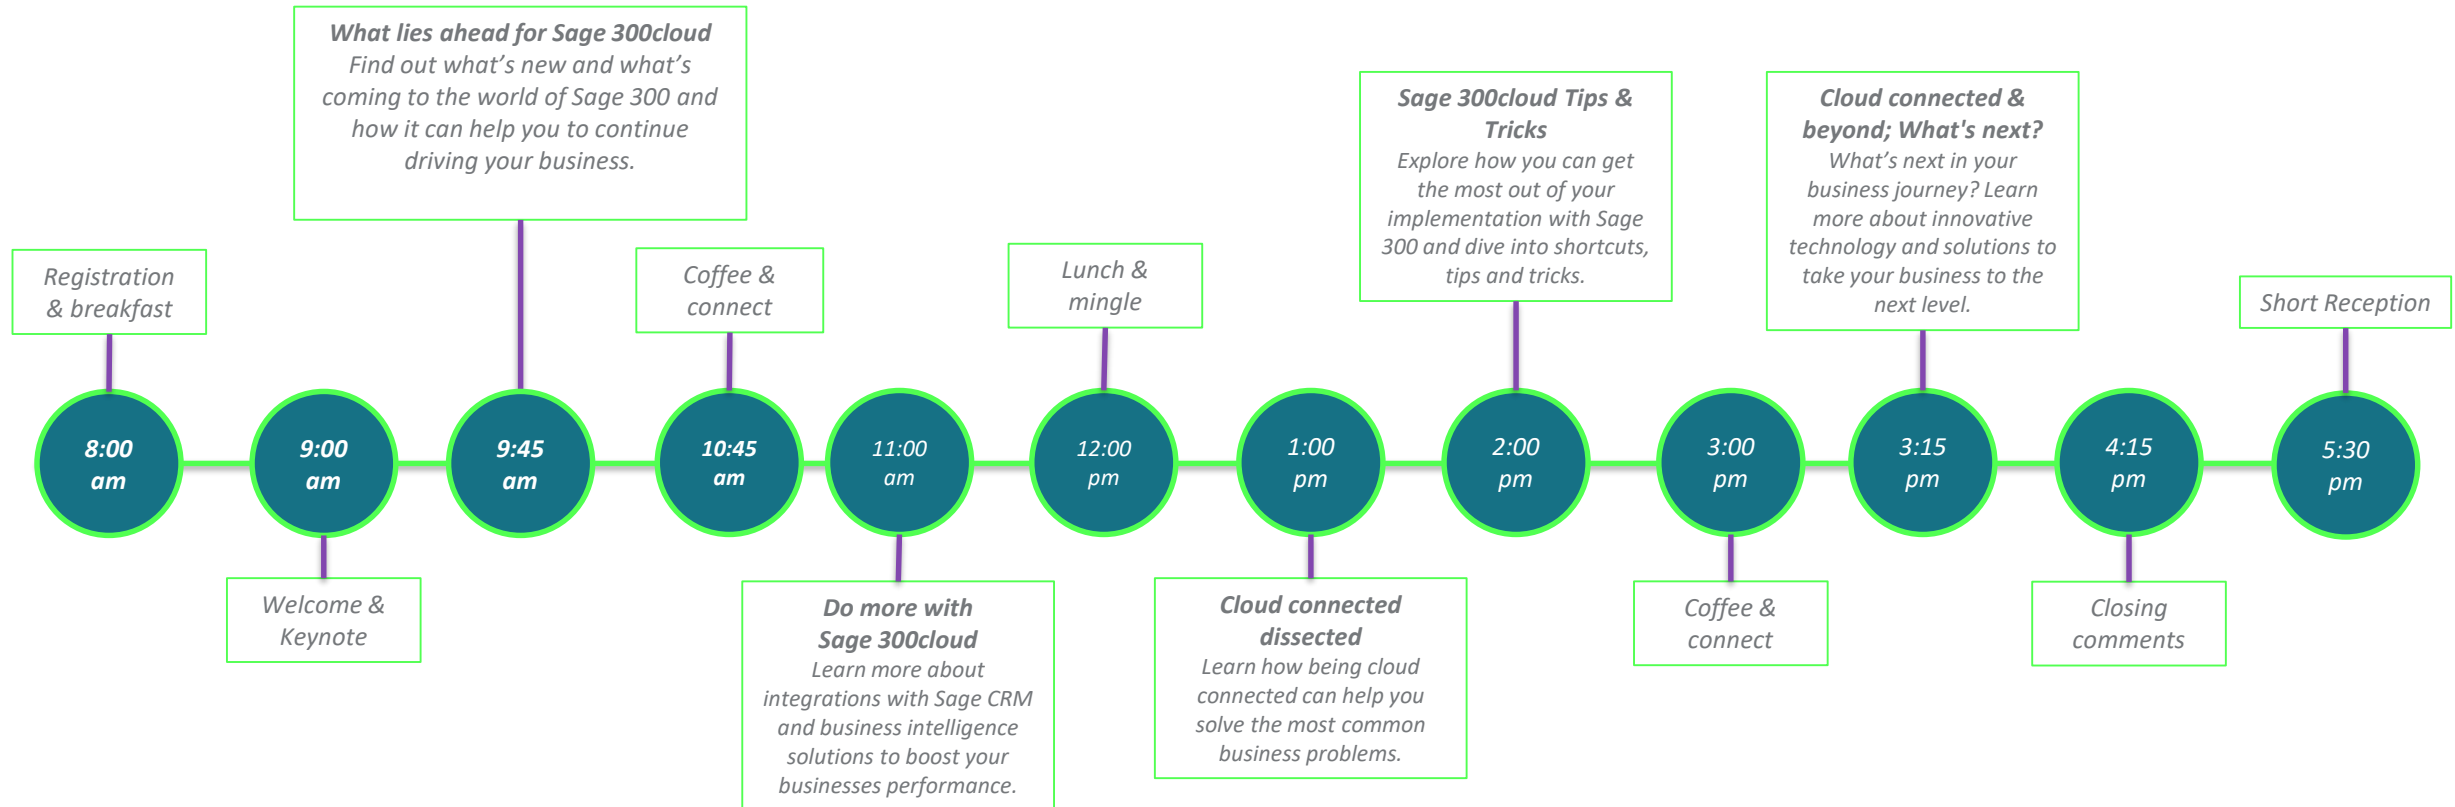 8:00
am
Registration
& breakfast
9:00
am
Welcome &
Keynote
9:45
am
What lies ahead for Sage 300cloud
Find out what’s new and what’s
coming to the world of Sage 300 and
how it can help you to continue
driving your business.
10:45
am
Coffee &
connect
11:00
am
Do more with
Sage 300cloud
Learn more about
integrations with Sage CRM
and business intelligence
solutions to boost your
businesses performance.
12:00
pm
Lunch &
mingle
1:00
pm
Cloud connected
dissected
Learn how being cloud
connected can help you
solve the most common
business problems.
2:00
pm
Sage 300cloud Tips &
Tricks
Explore how you can get
the most out of your
implementation with Sage
300 and dive into shortcuts,
tips and tricks.
3:00
pm
Coffee &
connect
3:15
pm
Cloud connected &
beyond; What's next?
What’s next in your
business journey? Learn
more about innovative
technology and solutions to
take your business to the
next level.
4:15
pm
Closing
comments
5:30
pm
Short Reception